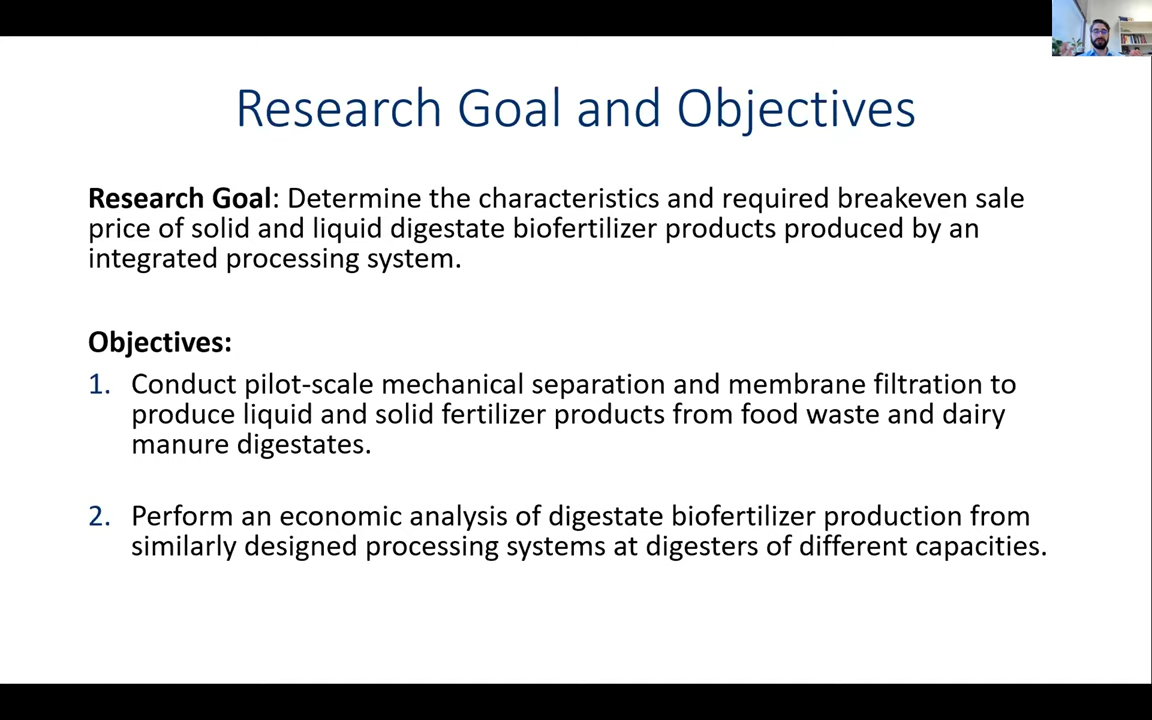 Research Goal and Objectives
Research Goal: Determine the characteristics and required breakeven sale
price of solid and liquid digestate biofertilizer products produced by an
integrated processing system.
Objectives:
1. Conduct pilot-scale mechanical separation and membrane filtration to
produce liquid and solid fertilizer products from food waste and dairy
manure digestates.
2. Perform an economic analysis of digestate biofertilizer production from
similarly designed processing systems at digesters of different capacities.